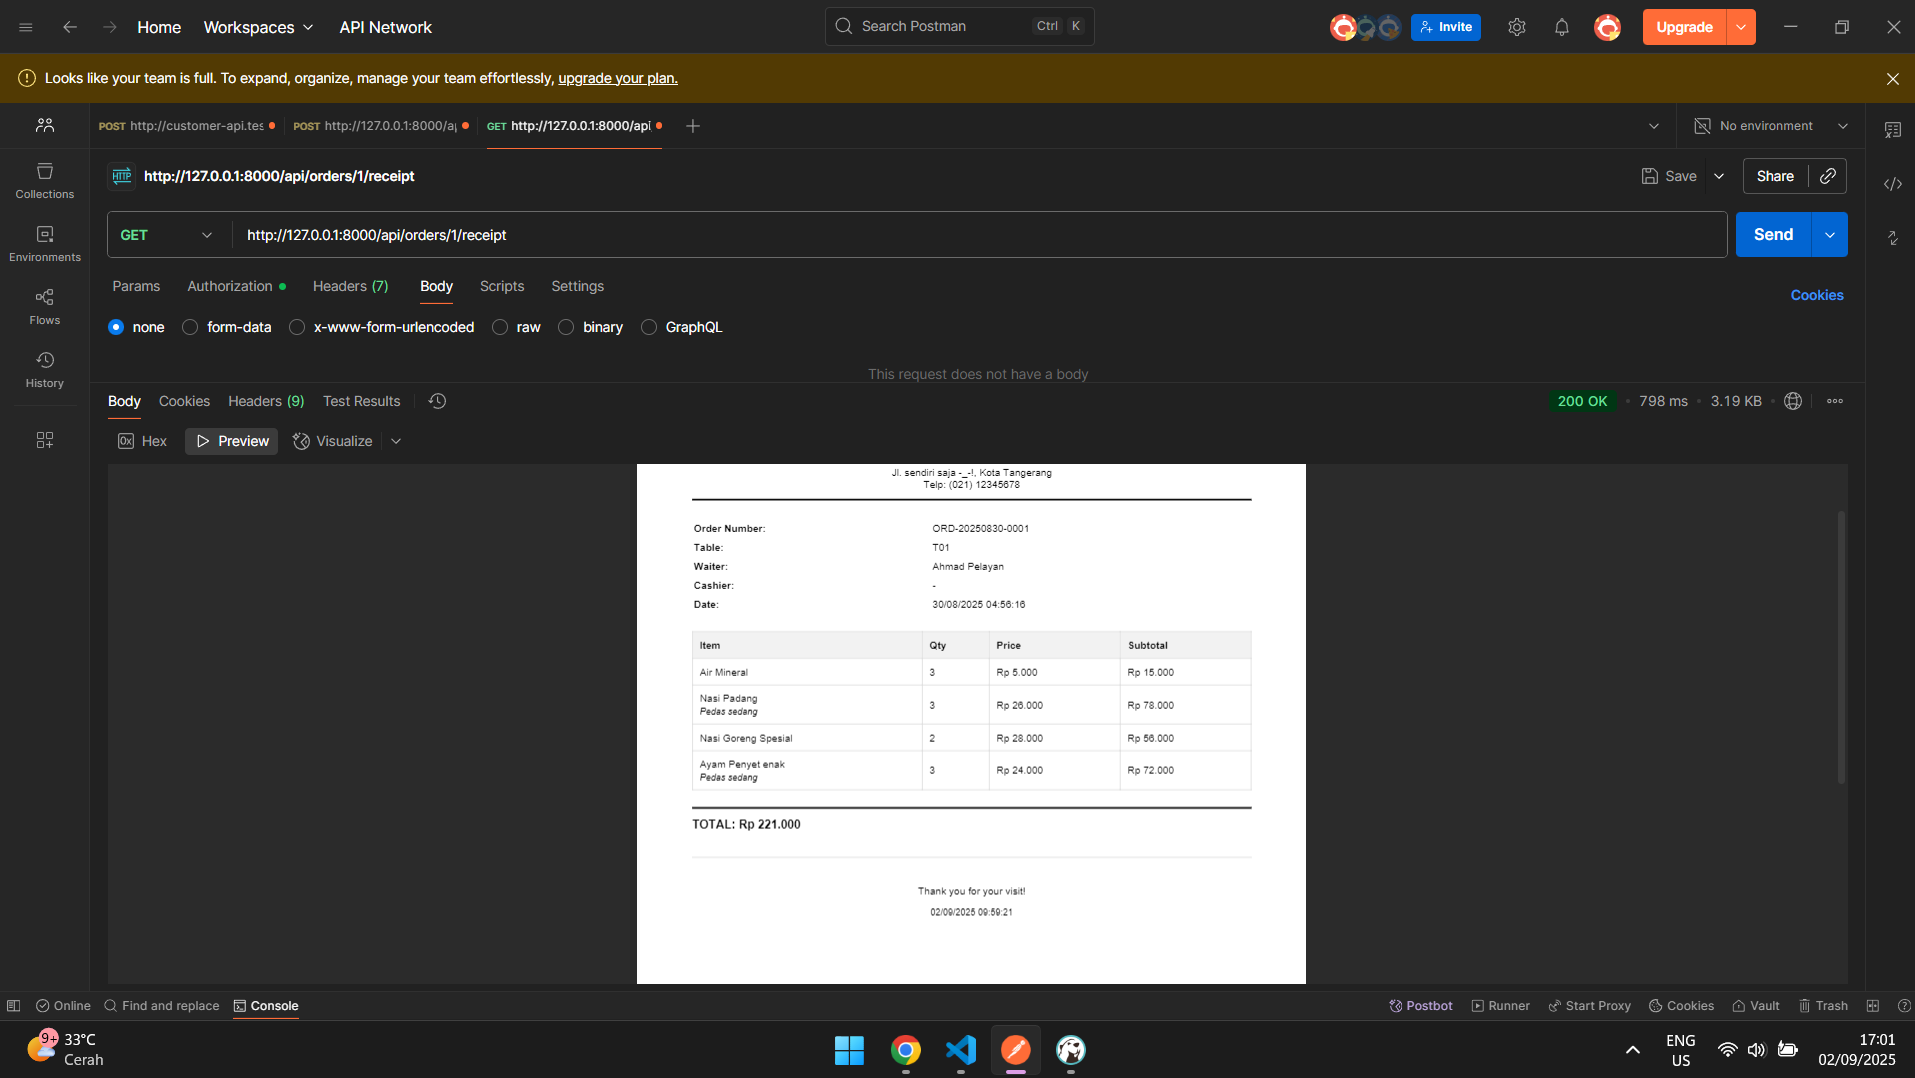 Home
Workspaces
API Network
Search Postman
Ctrl
K
Invite
Upgrade
Looks like your team is full. To expand, organize, manage your team effortlessly, upgrade your plan.
POST http://customer-api.tes
POST http://127.0.0.1:8000/ap
GET http://127.0.0.1:8000/api
No environment
Collections
Environments
Flows
History
HTTP
http://127.0.0.1:8000/api/orders/1/receipt
Save
Share
GET
http://127.0.0.1:8000/api/orders/1/receipt
Send
Params
Authorization
Headers (7)
Body
Scripts
Settings
Cookies
none
form-data
x-www-form-urlencoded
raw
binary
GraphQL
This request does not have a body
Body
Cookies
Headers (9)
Test Results
200 OK
798 ms
3.19 KB
0x Hex
Preview
Visualize
Jl. sendiri saja -_-!, Kota Tangerang
Telp: (021) 12345678
Order Number: ORD-20250830-0001
Table: T01
Waiter: Ahmad Pelayan
Cashier: -
Date: 30/08/2025 04:56:16
Item Qty Price Subtotal
Air Mineral 3 Rp 5.000 Rp 15.000
Nasi Padang
Pedas sedang
3 Rp 26.000 Rp 78.000
Nasi Goreng Spesial 2 Rp 28.000 Rp 56.000
Ayam Penyet enak
Pedas sedang
3 Rp 24.000 Rp 72.000
TOTAL: Rp 221.000
Thank you for your visit!
02/09/2025 09:59:21
Online
Find and replace
Console
Postbot
Runner
Start Proxy
Cookies
Vault
Trash
9+
33°C
Cerah
ENG
US
17:01
02/09/2025